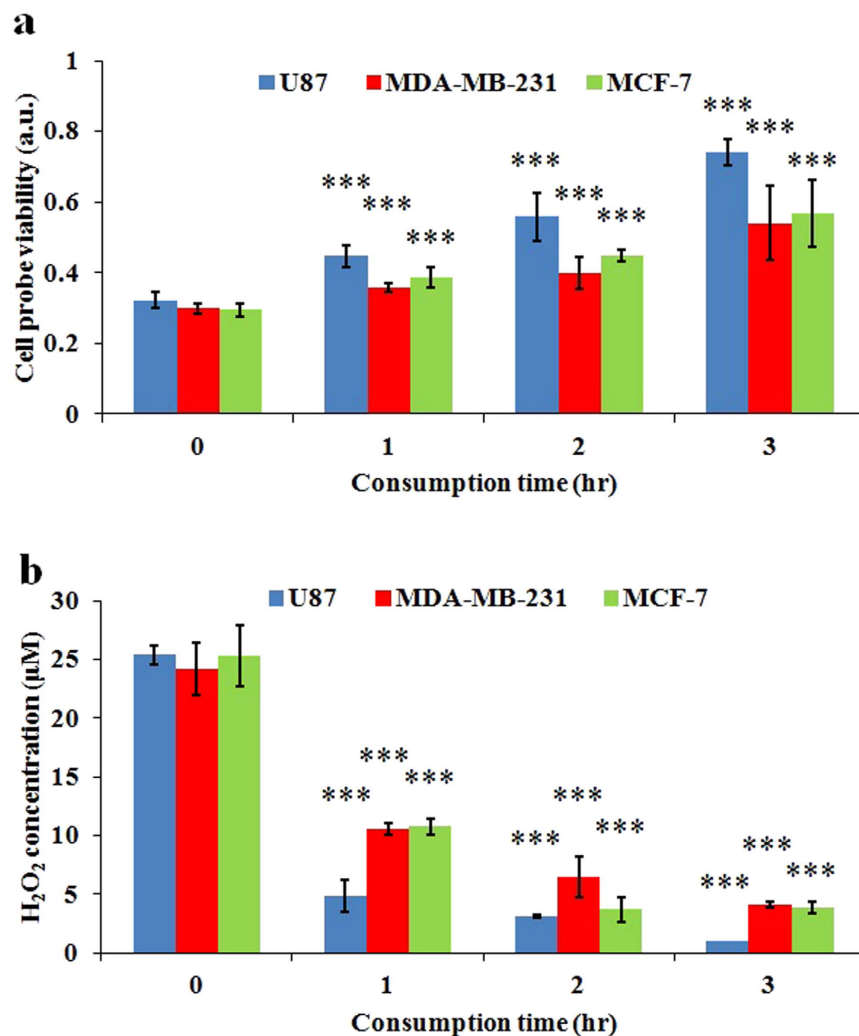 a
U87 MDA-MB-231 MCF-7
Cell probe viability (a.u.)
1
0.8
0.6
0.4
0.2
0
*** *** ***
*** *** ***
*** *** ***
0 1 2 3
Consumption time (hr)
b
U87 MDA-MB-231 MCF-7
H₂O₂ concentration (µM)
30
25
20
15
10
5
0
*** *** ***
*** *** ***
*** *** ***
0 1 2 3
Consumption time (hr)